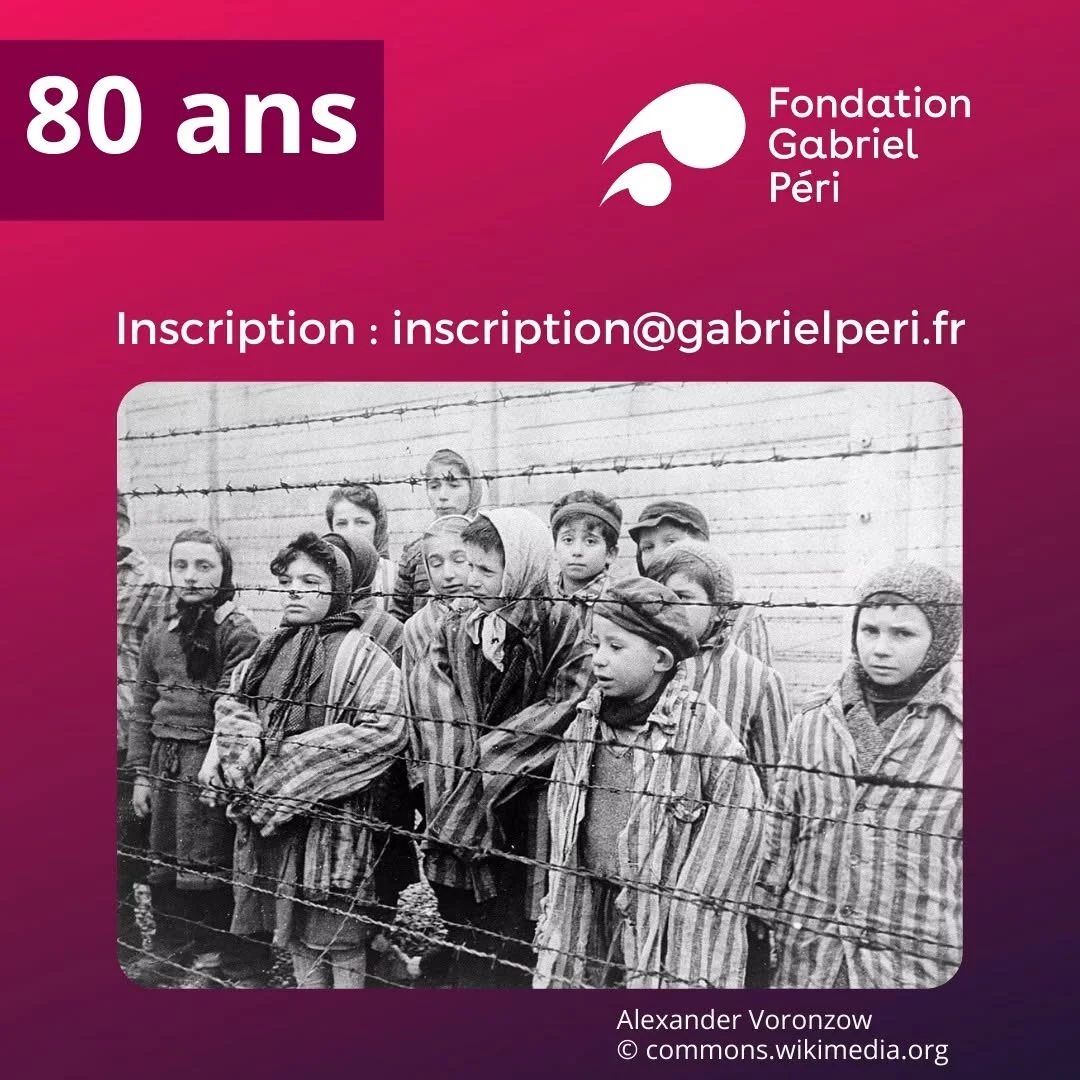 80 ans
Fondation
Gabriel
Péri
Inscription : inscription@gabrielperi.fr
Alexander Voronzow
© commons.wikimedia.org